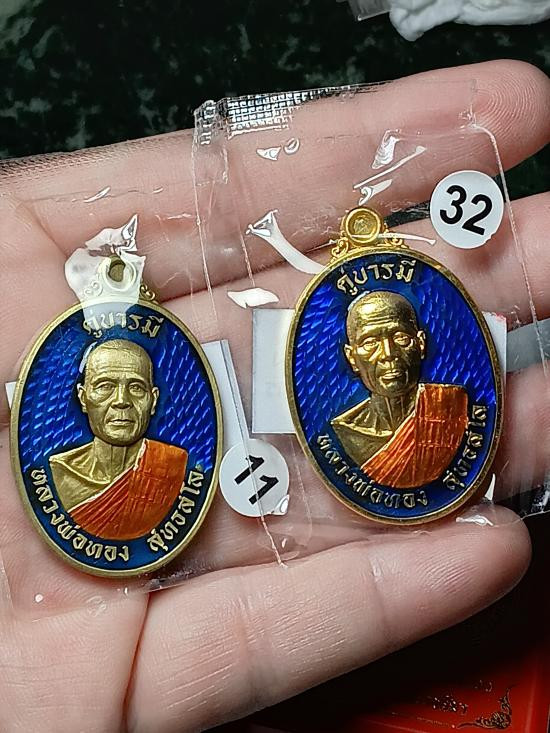 คู่บารมี
หลวงพ่อทอง สุทธสีโล
11
คู่บารมี
หลวงพ่อทอง สุทธสีโล
32